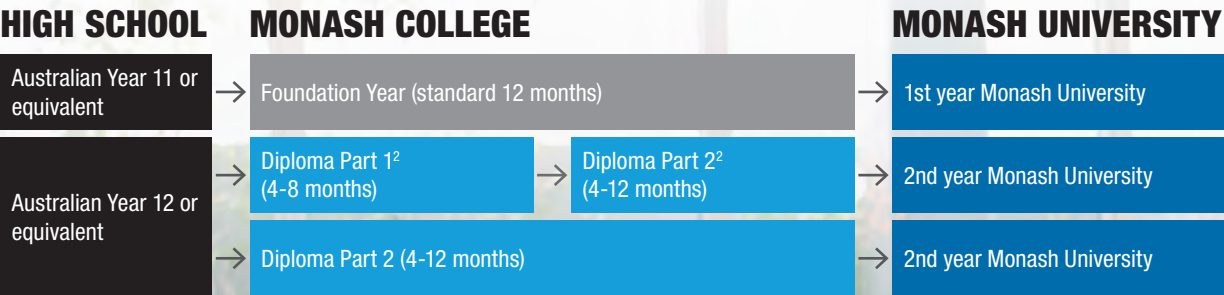 HIGH SCHOOL
MONASH COLLEGE
MONASH UNIVERSITY
Australian Year 11 or
equivalent
Foundation Year (standard 12 months)
1st year Monash University
Australian Year 12 or
equivalent
Diploma Part 1²
(4-8 months)
Diploma Part 2²
(4-12 months)
2nd year Monash University
Diploma Part 2 (4-12 months)
2nd year Monash University